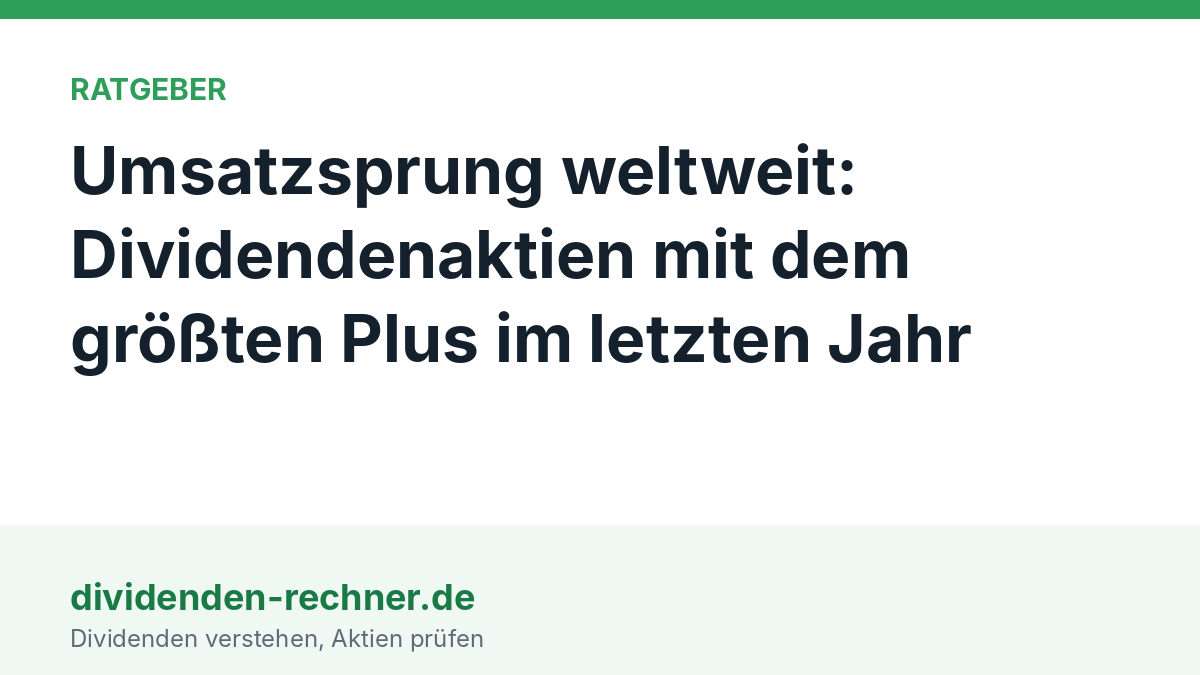 RATGEBER
Umsatzsprung weltweit:
Dividendenaktien mit dem
größten Plus im letzten Jahr
dividenden-rechner.de
Dividenden verstehen, Aktien prüfen